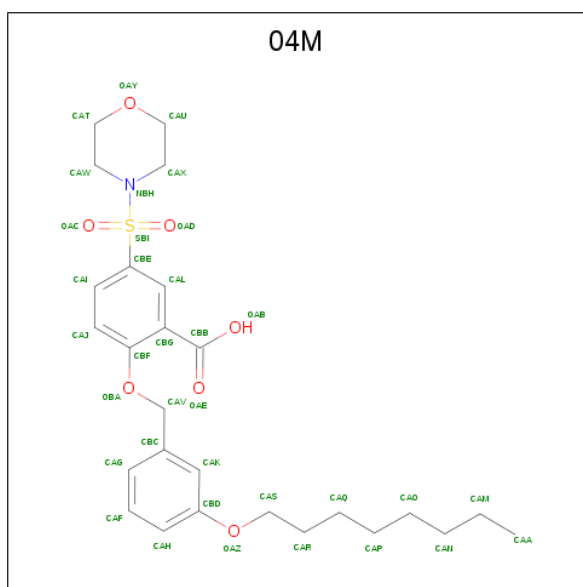 04M
OAY
O
CAT CAU
CAW CAX
N
NBH
OAC O S O OAD
SBI
CBE
CAI CAL
OAB
CBB OH
CAJ CBG
CBF
O O
OBA CAV OAE
CBC
CAG CAK
CBD CAS CAQ CAO CAM
CAF
CAH O CAR CAP CAN CAA
OAZ